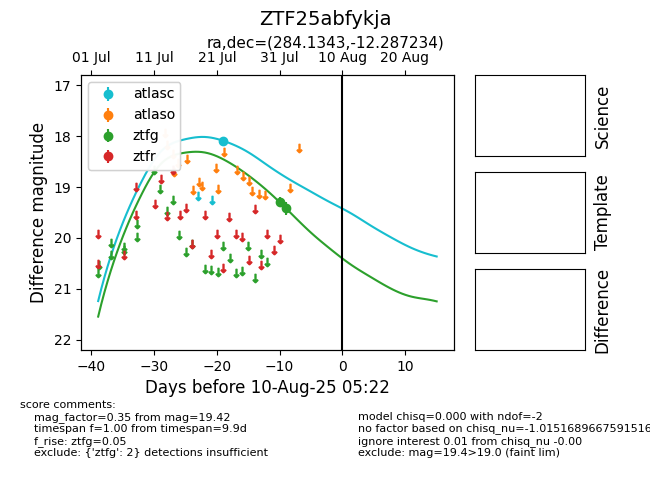 ZTF25abfykja
ra,dec=(284.1343,-12.287234)
01 Jul 11 Jul 21 Jul 31 Jul 10 Aug 20 Aug
17
18
19
20
21
22
Difference magnitude
atlasc
atlaso
ztfg
ztfr
−40 −30 −20 −10 0 10
Days before 10-Aug-25 05:22
Science
Template
Difference
score comments:
mag_factor=0.35 from mag=19.42
timespan f=1.00 from timespan=9.9d
f_rise: ztfg=0.05
exclude: {'ztfg': 2} detections insufficient
model chisq=0.000 with ndof=-2
no factor based on chisq_nu=-1.0151689667591516
ignore interest 0.01 from chisq_nu -0.00
exclude: mag=19.4>19.0 (faint lim)